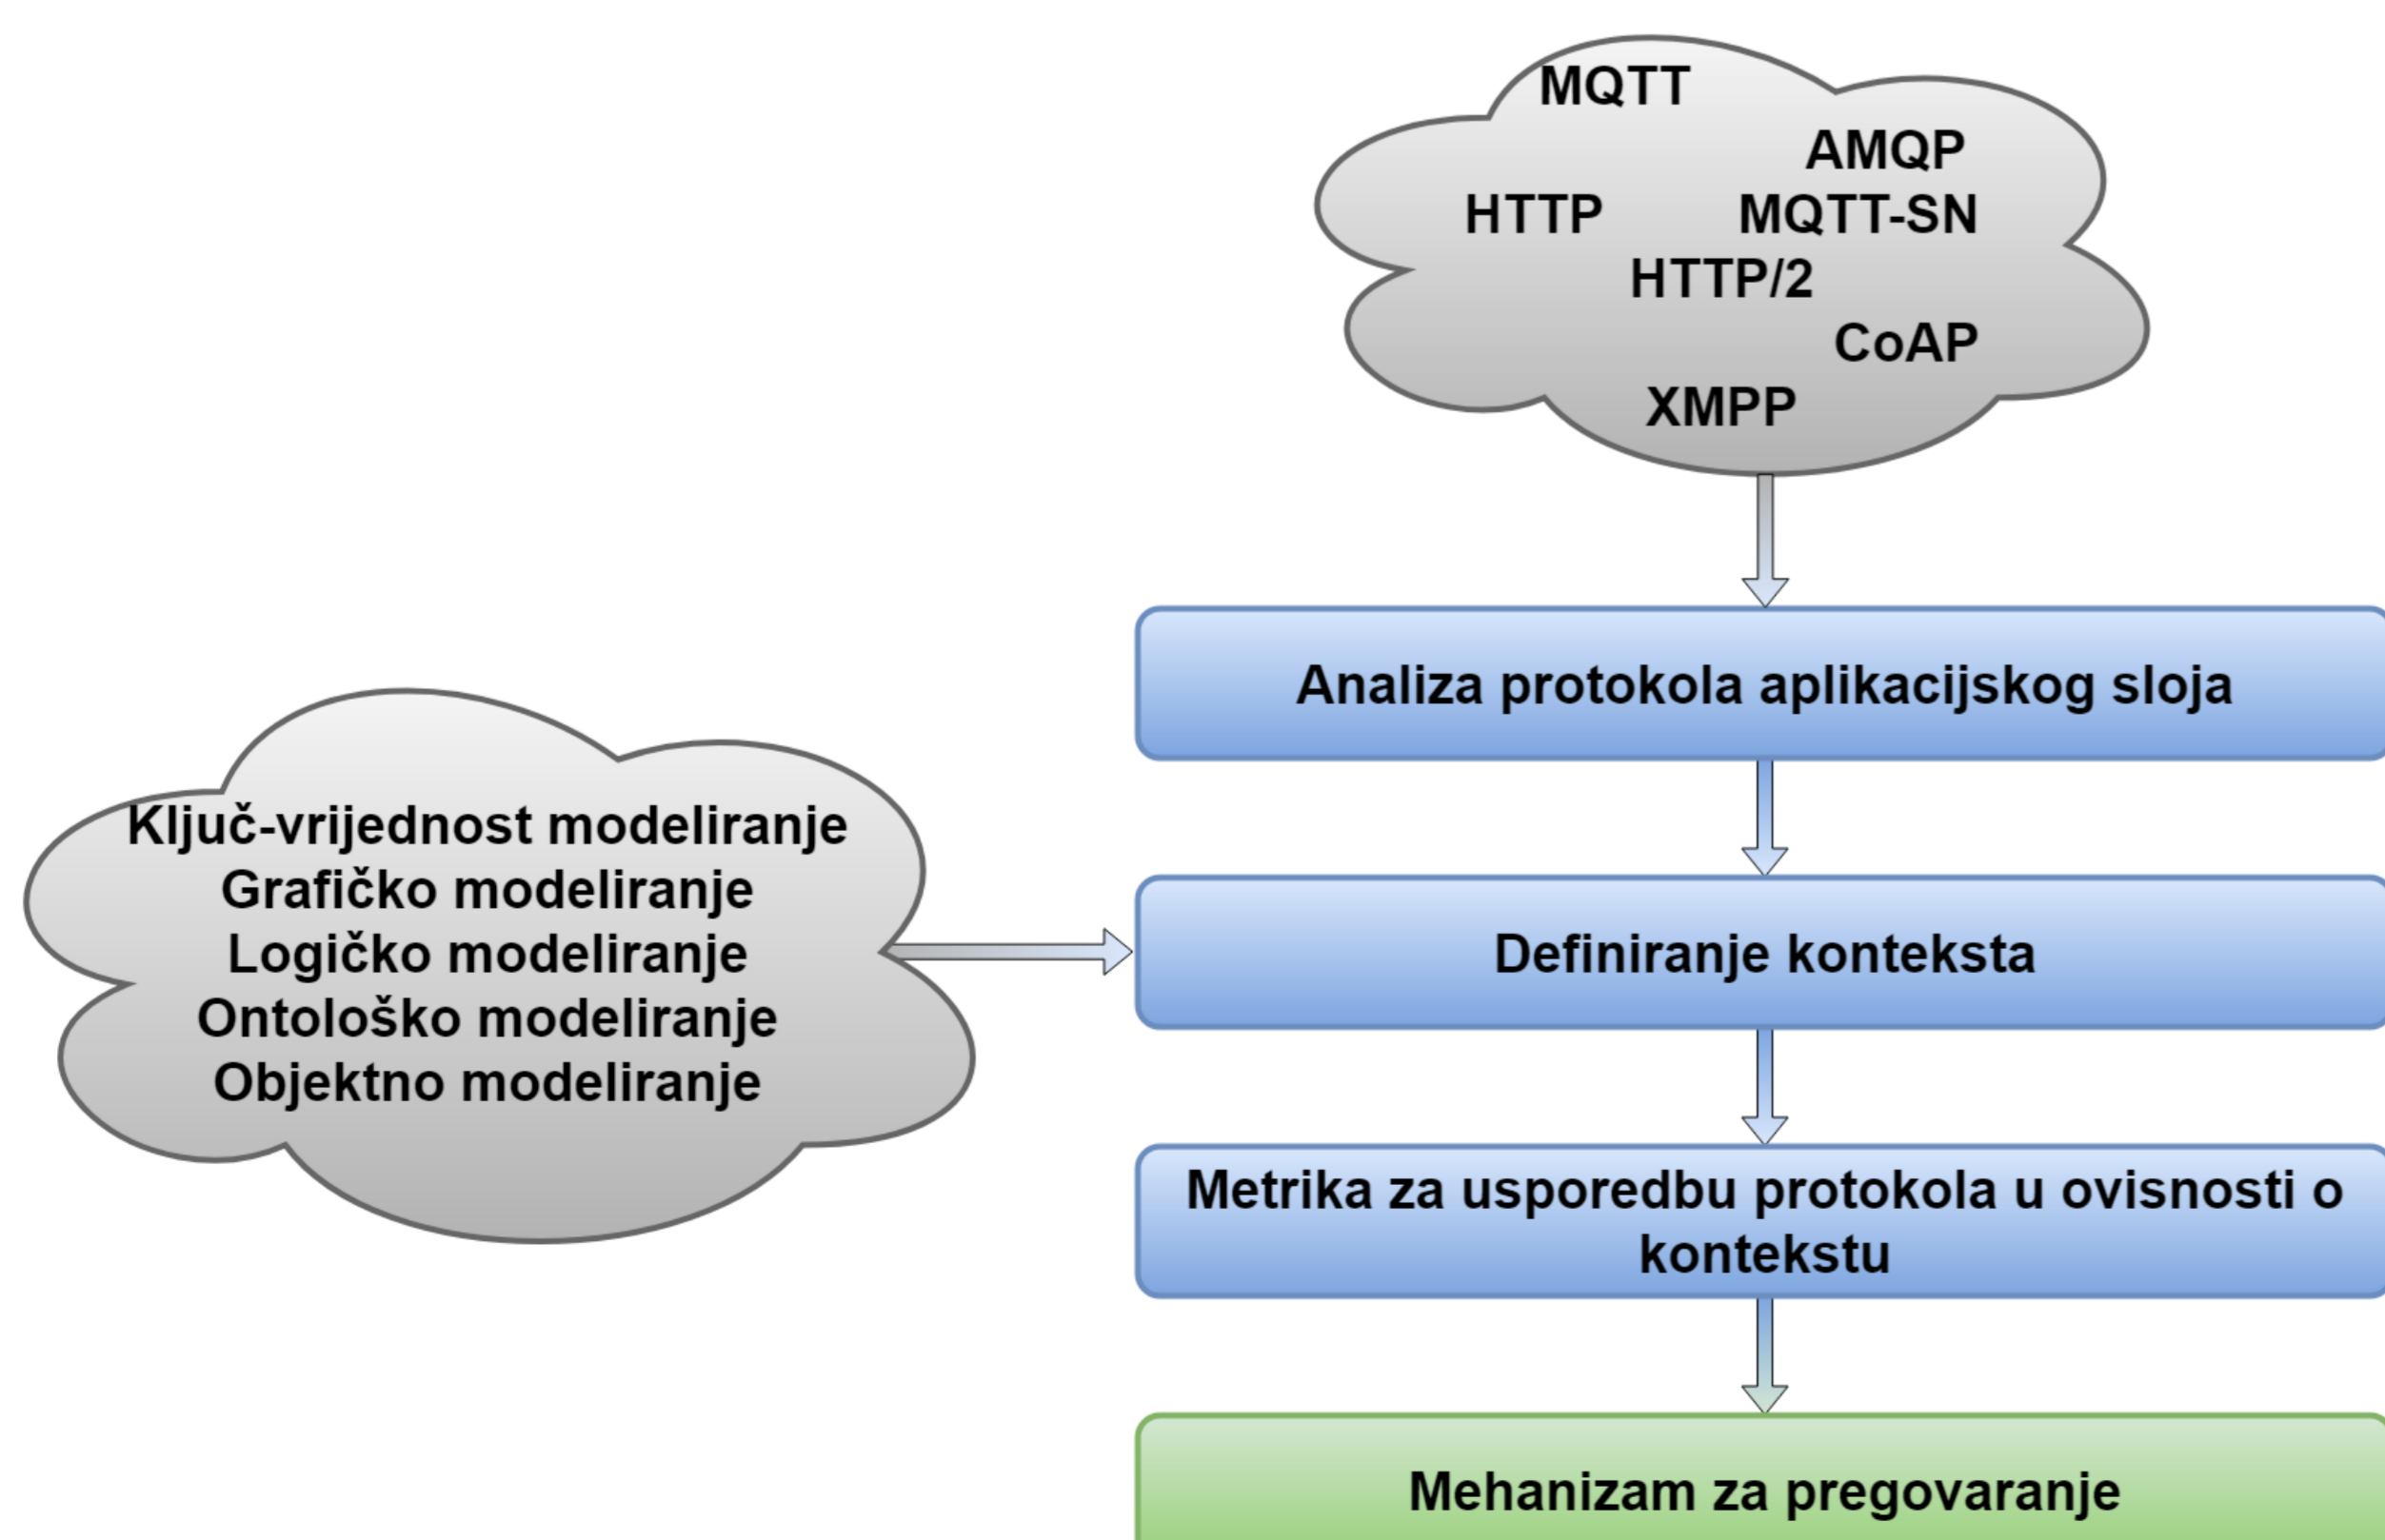 MQTT
AMQP
HTTP MQTT-SN
HTTP/2
CoAP
XMPP
Analiza protokola aplikacijskog sloja
Ključ-vrijednost modeliranje
Grafičko modeliranje
Logičko modeliranje
Ontološko modeliranje
Objektno modeliranje
Definiranje konteksta
Metrika za usporedbu protokola u ovisnosti o
kontekstu
Mehanizam za pregovaranje